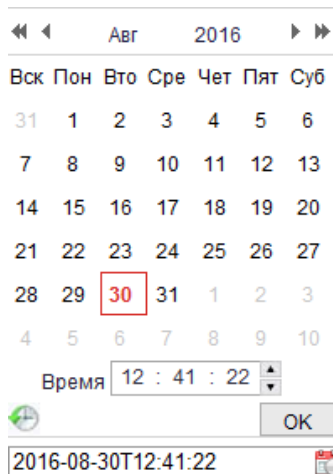 Авг 2016
Вск Пон Вто Сре Чет Пят Суб
31 1 2 3 4 5 6
7 8 9 10 11 12 13
14 15 16 17 18 19 20
21 22 23 24 25 26 27
28 29 30 31 1 2 3
4 5 6 7 8 9 10
Время 12 : 41 : 22
OK
2016-08-30T12:41:22